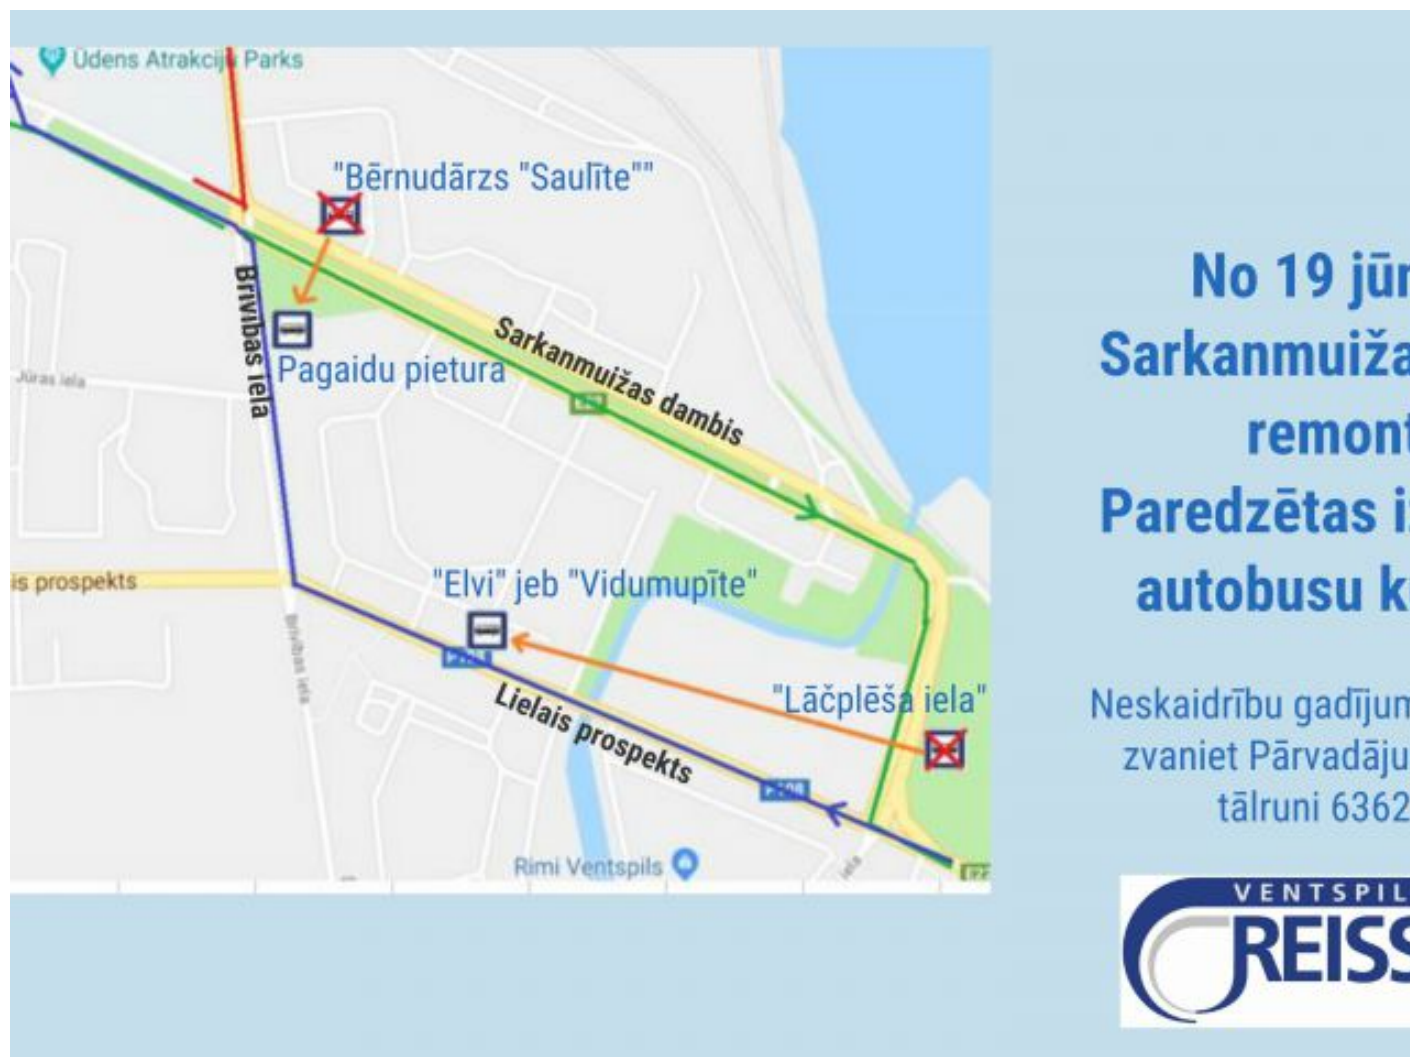 Ūdens Atrakciju Parks
"Bērnudārzs "Saulīte""
Brīvības iela
Sarkanmuižas dambis
Pagaidu pietura
Jūras iela
is prospekts
"Elvi" jeb "Vidumupīte"
Brīvības iela
"Lāčplēša iela"
Lielais prospekts
Rimi Ventspils
iela
No 19 jūn
Sarkanmuiža
remont
Paredzētas i
autobusu k
Neskaidrību gadījum
zvaniet Pārvadāju
tālruni 6362
VENTSPIL
REISS